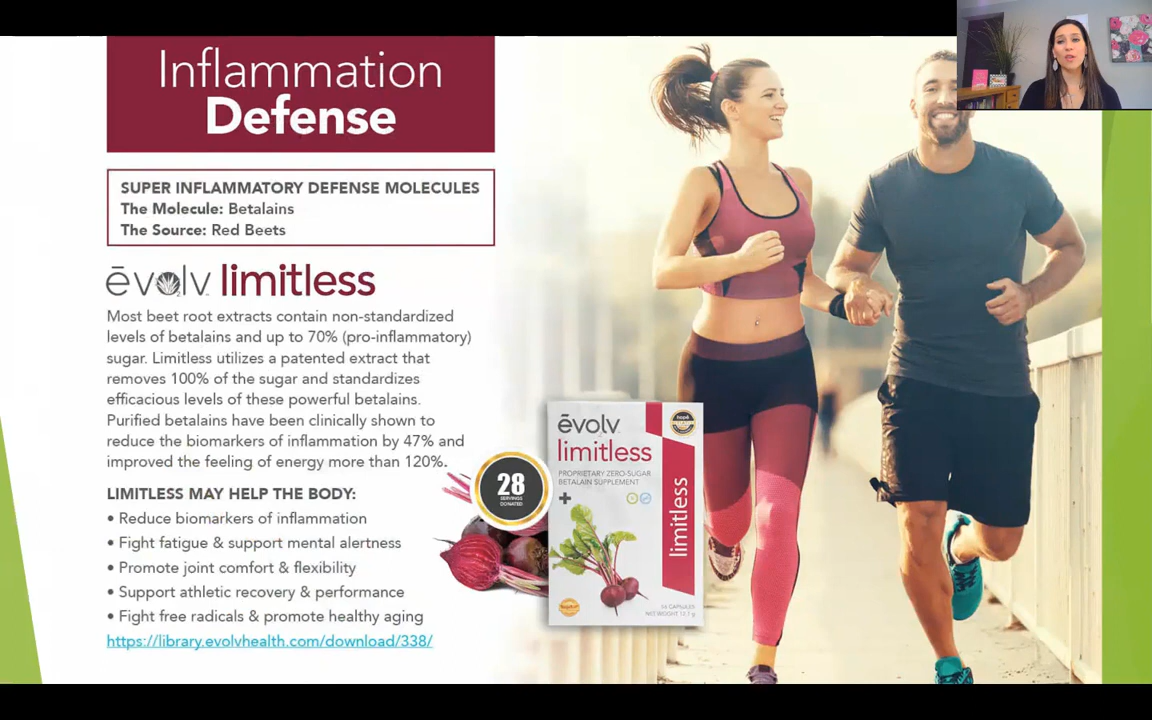 Inflammation
Defense
SUPER INFLAMMATORY DEFENSE MOLECULES
The Molecule: Betalains
The Source: Red Beets
ēvolv limitless
Most beet root extracts contain non-standardized
levels of betalains and up to 70% (pro-inflammatory)
sugar. Limitless utilizes a patented extract that
removes 100% of the sugar and standardizes
efficacious levels of these powerful betalains.
Purified betalains have been clinically shown to
reduce the biomarkers of inflammation by 47% and
improved the feeling of energy more than 120%.
LIMITLESS MAY HELP THE BODY:
• Reduce biomarkers of inflammation
• Fight fatigue & support mental alertness
• Promote joint comfort & flexibility
• Support athletic recovery & performance
• Fight free radicals & promote healthy aging
https://library.evolvhealth.com/download/338/
28
SERVINGS
DONATED
ēvolv
limitless
PROPRIETARY ZERO-SUGAR
BETALAIN SUPPLEMENT
limitless